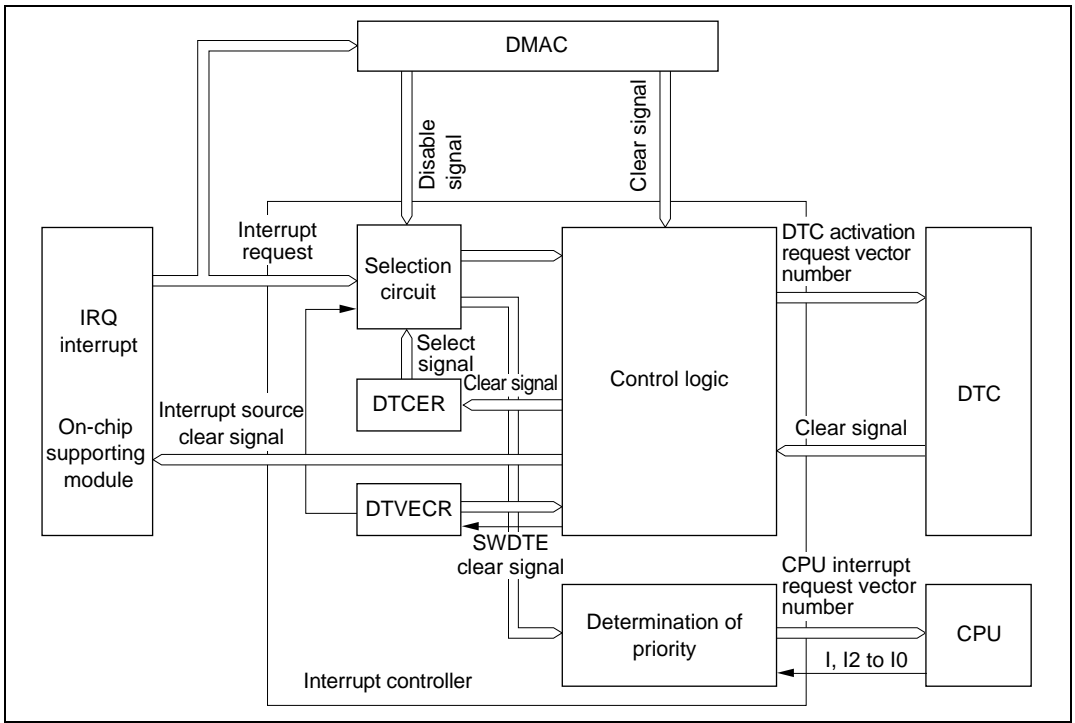 DMAC
Disable
signal
Clear signal
Interrupt
request
Selection
circuit
DTC activation
request vector
number
IRQ
interrupt
On-chip
supporting
module
Select
signal
DTCER
Clear signal
Control logic
DTC
Interrupt source
clear signal
Clear signal
DTVECR
SWDTE
clear signal
CPU interrupt
request vector
number
Determination of
priority
CPU
I, I2 to I0
Interrupt controller